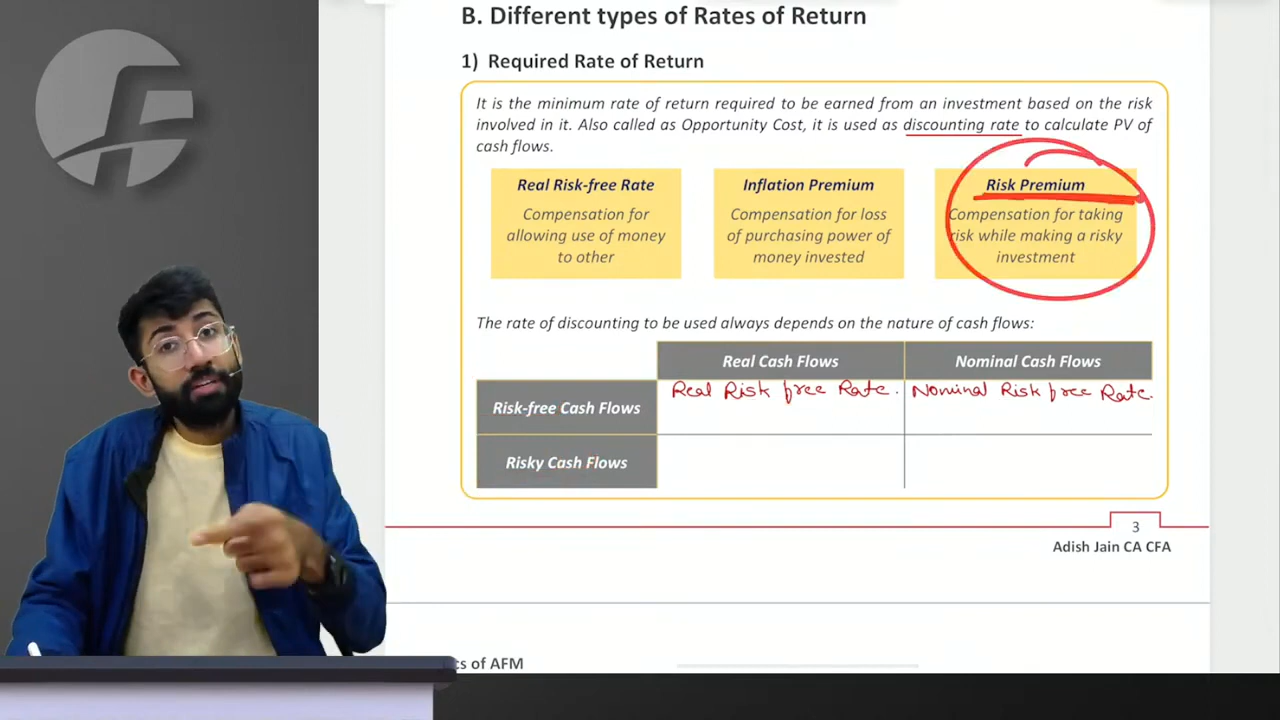 B. Different types of Rates of Return
1) Required Rate of Return
It is the minimum rate of return required to be earned from an investment based on the risk
involved in it. Also called as Opportunity Cost, it is used as discounting rate to calculate PV of
cash flows.
Real Risk-free Rate
Compensation for
allowing use of money
to other
Inflation Premium
Compensation for loss
of purchasing power of
money invested
Risk Premium
Compensation for taking
risk while making a risky
investment
The rate of discounting to be used always depends on the nature of cash flows:
Real Cash Flows
Nominal Cash Flows
Risk-free Cash Flows
Real Risk free Rate.
Nominal Risk free Rate.
Risky Cash Flows
3
Adish Jain CA CFA
of AFM